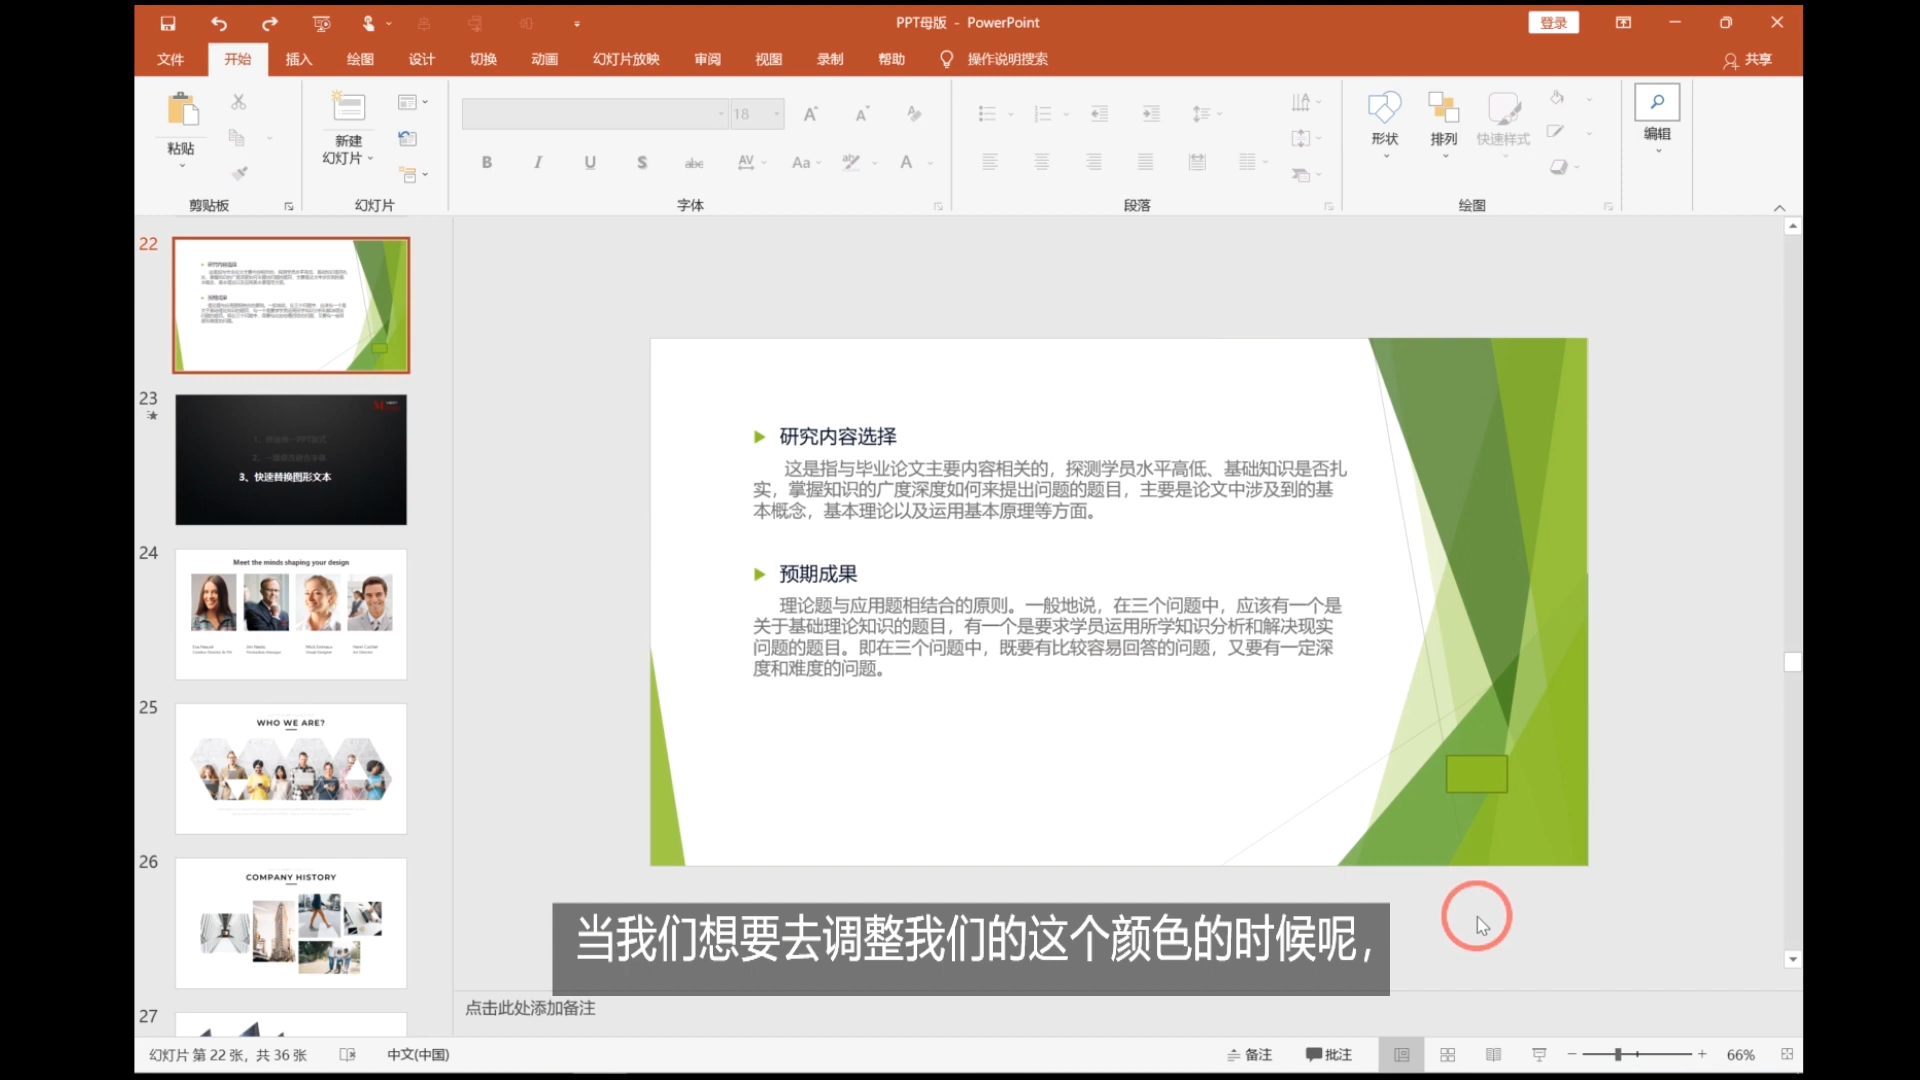 PPT母版 - PowerPoint
登录
文件 开始 插入 绘图 设计 切换 动画 幻灯片放映 审阅 视图 录制 帮助 操作说明搜索 共享
粘贴
剪贴板
新建
幻灯片
幻灯片
18
B I U S abc AV Aa A
字体
段落
形状 排列 快速样式
绘图
编辑
22
23
3、快速替换图形文本
24
Meet the minds shaping your design
25
WHO WE ARE?
26
COMPANY HISTORY
27
研究内容选择
这是指与毕业论文主要内容相关的，探测学员水平高低、基础知识是否扎
实，掌握知识的广度深度如何来提出问题的题目，主要是论文中涉及到的基
本概念，基本理论以及运用基本原理等方面。
预期成果
理论题与应用题相结合的原则。一般地说，在三个问题中，应该有一个是
关于基础理论知识的题目，有一个是要求学员运用所学知识分析和解决现实
问题的题目。即在三个问题中，既要有比较容易回答的问题，又要有一定深
度和难度的问题。
当我们想要去调整我们的这个颜色的时候呢，
点击此处添加备注
幻灯片 第 22 张，共 36 张 中文(中国) 备注 批注 66%